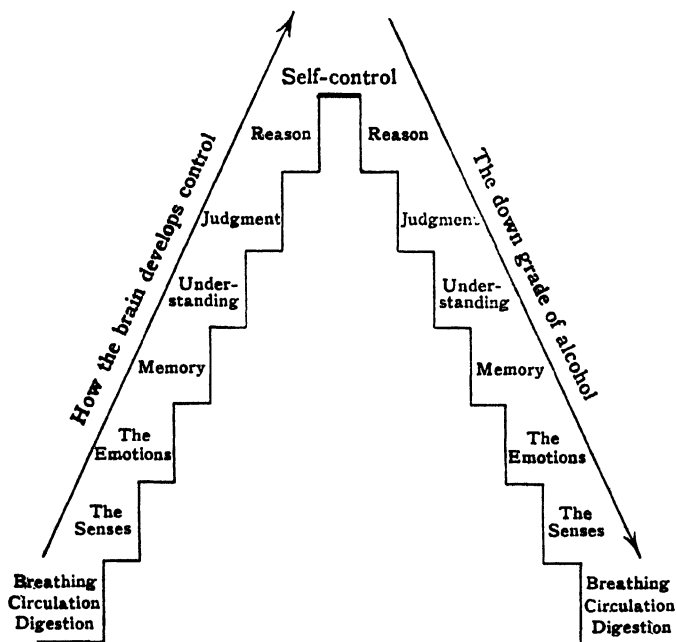 Self-control
How the brain develops control
The down grade of alcohol
Reason
Reason
Judgment
Judgment
Under-
standing
Under-
standing
Memory
Memory
The
Emotions
The
Emotions
The
Senses
The
Senses
Breathing
Circulation
Digestion
Breathing
Circulation
Digestion